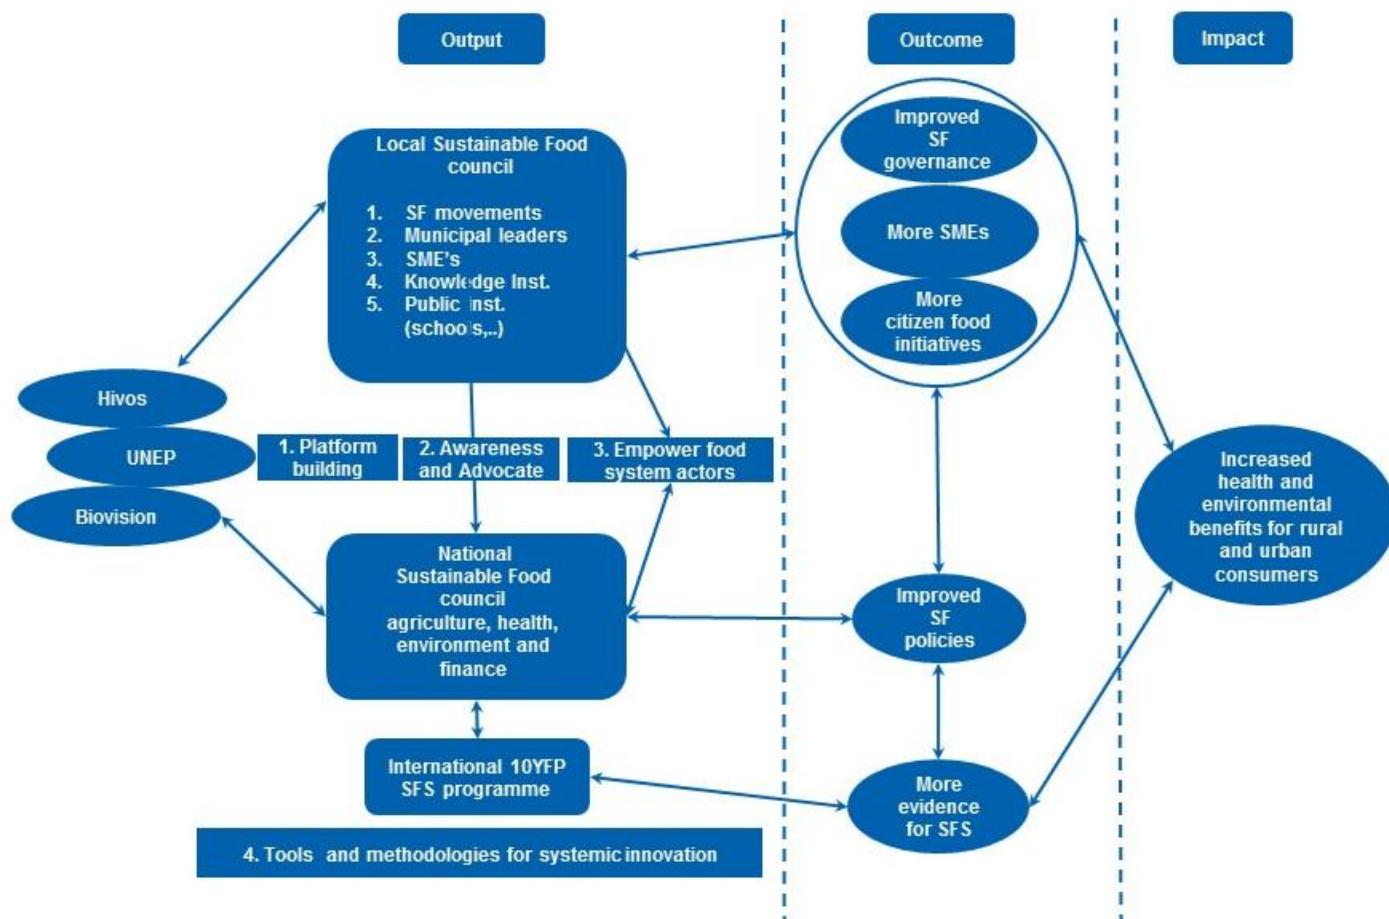 Output
Outcome
Impact
Local Sustainable Food
council
1. SF movements
2. Municipal leaders
3. SME's
4. Knowledge Inst.
5. Public inst.
(schools,..)
Improved
SF
governance
More SMEs
More
citizen food
initiatives
Hivos
UNEP
Biovision
1. Platform
building
2. Awareness
and Advocate
3. Empower food
system actors
Increased
health and
environmental
benefits for rural
and urban
consumers
National
Sustainable Food
council
agriculture, health,
environment and
finance
Improved
SF
policies
International 10YFP
SFS programme
More
evidence
for SFS
4. Tools and methodologies for systemic innovation